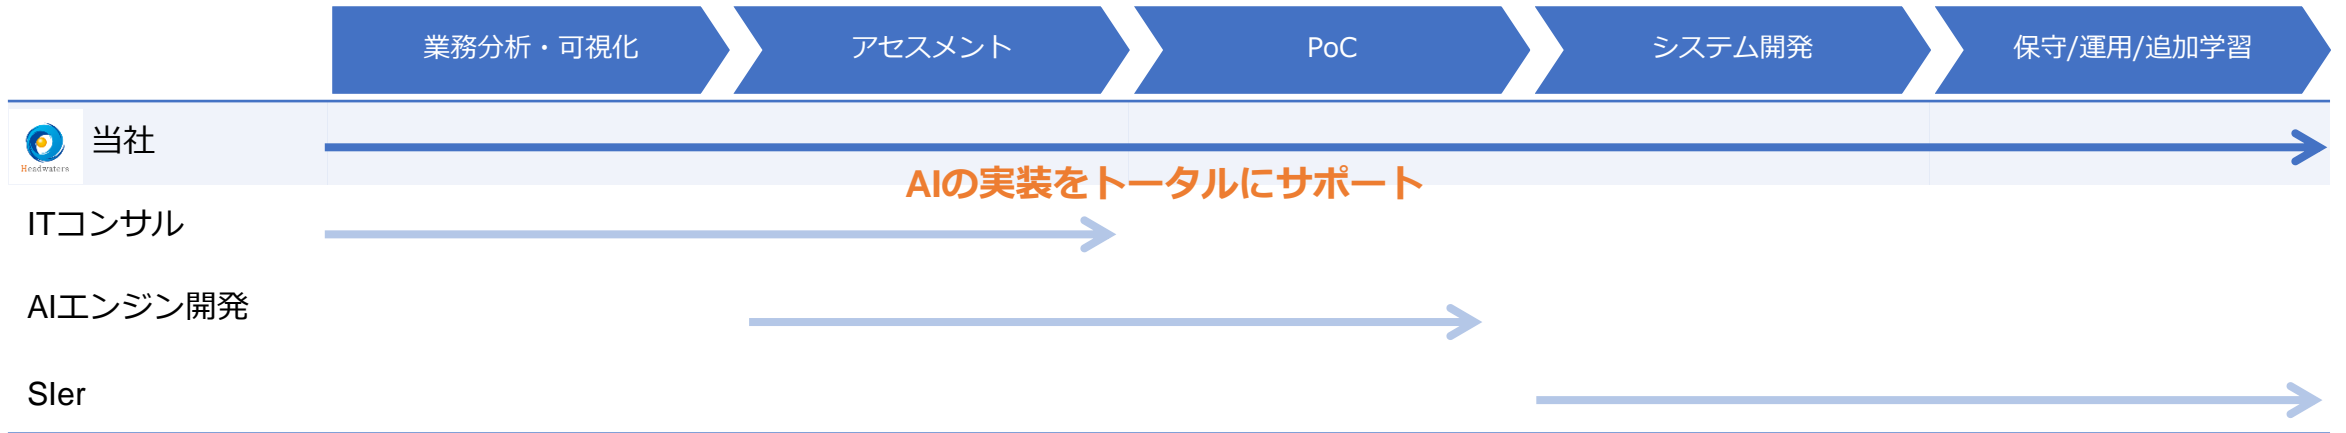 業務分析・可視化
アセスメント
PoC
システム開発
保守/運用/追加学習
Headwaters
当社
AIの実装をトータルにサポート
ITコンサル
AIエンジン開発
SIer